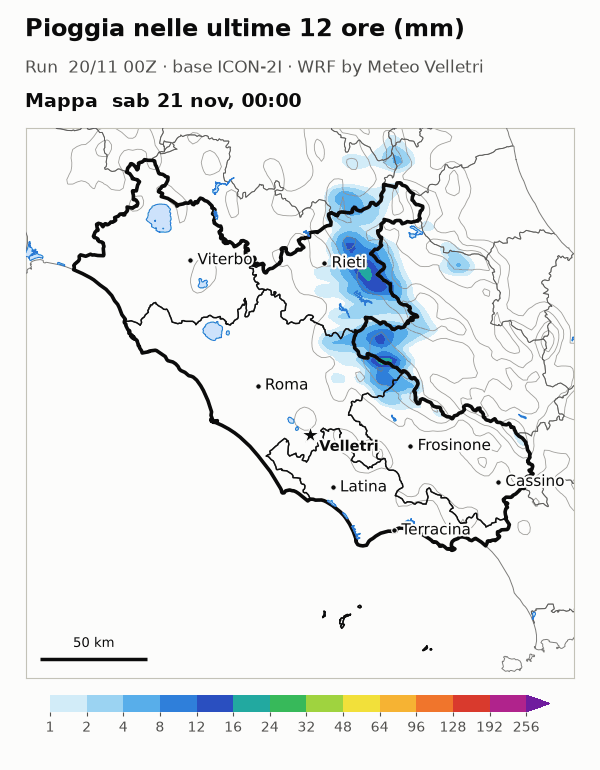 Pioggia nelle ultime 12 ore (mm)
Run  20/11 00Z · base ICON-2I · WRF by Meteo Velletri
Mappa  sab 21 nov, 00:00
Viterbo
Rieti
Roma
Velletri
Frosinone
Latina
Cassino
Terracina
50 km
1 2 4 8 12 16 24 32 48 64 96 128 192 256